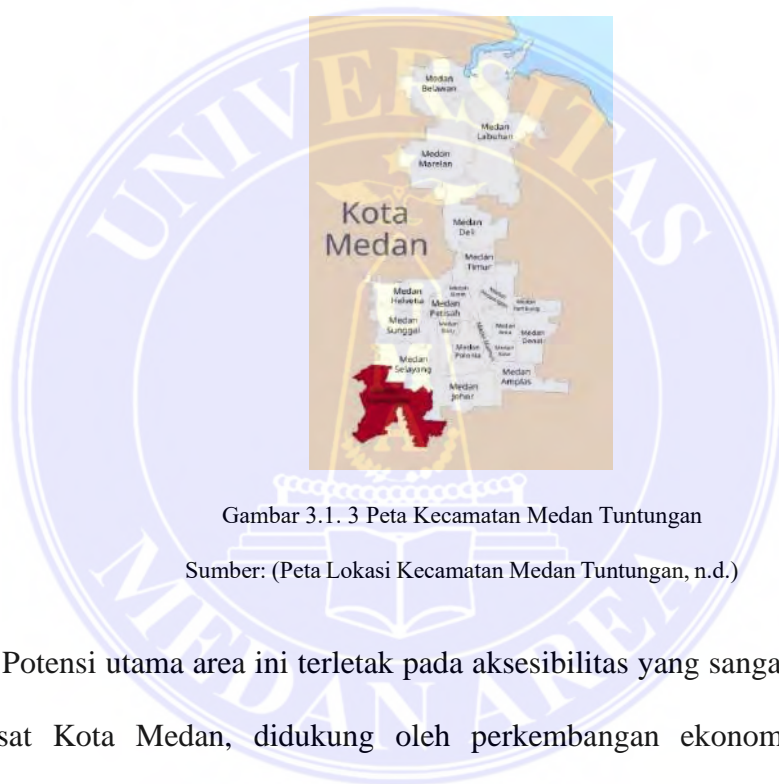 UNIVERSITAS
Medan
Belawan
Medan
Labuhan
Medan
Marelan
Kota
Medan
Medan
Deli
Medan
Timur
Medan
Helvetia
Medan
Petisah
Medan
Sunggal
Medan
Denai
Medan
Polonia
Medan
Selayang
Medan
Amplas
Medan
Johor
Gambar 3.1. 3 Peta Kecamatan Medan Tuntungan
Sumber: (Peta Lokasi Kecamatan Medan Tuntungan, n.d.)
MEDAN AREA
Potensi utama area ini terletak pada aksesibilitas yang sanga
sat Kota Medan, didukung oleh perkembangan ekonom